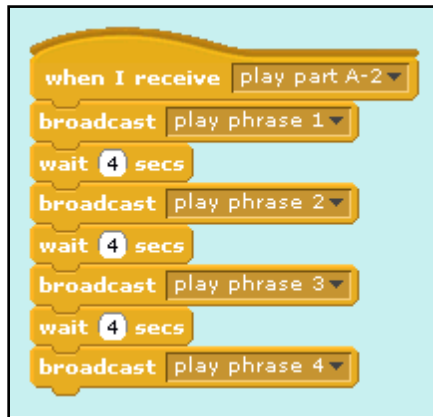 when I receive play part A-2
broadcast play phrase 1
wait 4 secs
broadcast play phrase 2
wait 4 secs
broadcast play phrase 3
wait 4 secs
broadcast play phrase 4